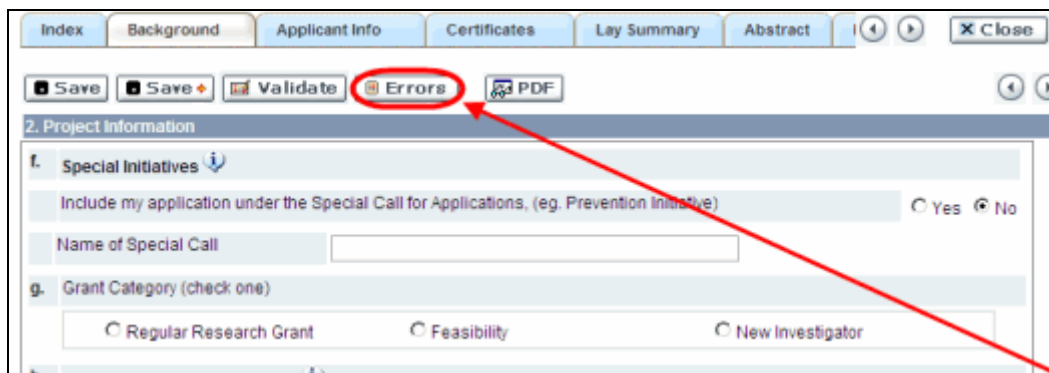 Index Background Applicant Info Certificates Lay Summary Abstract Close
Save Save Validate Errors PDF
2. Project Information
f. Special Initiatives
Include my application under the Special Call for Applications, (eg. Prevention Initiative) Yes No
Name of Special Call
g. Grant Category (check one)
Regular Research Grant Feasibility New Investigator